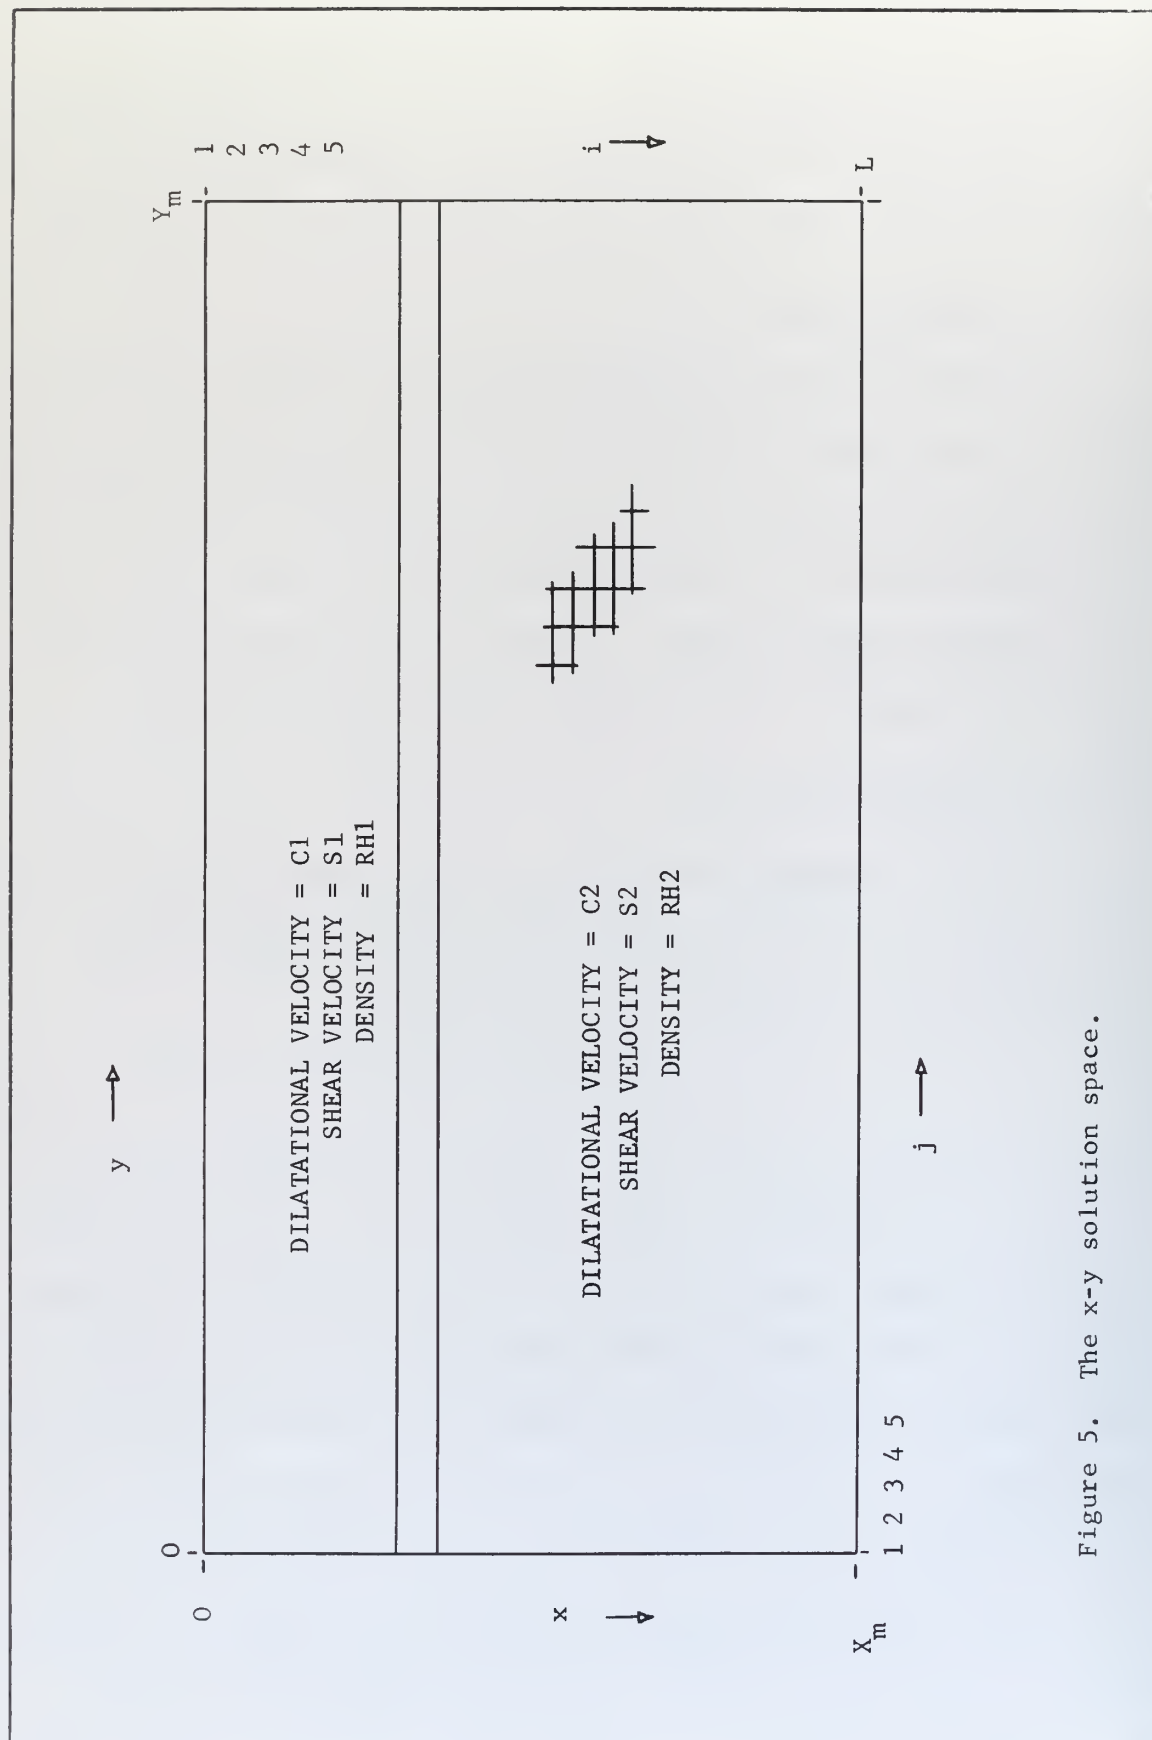 y
0
Y_m
0
1
2
3
4
5
DILATATIONAL VELOCITY = C1
SHEAR VELOCITY = S1
DENSITY = RH1
x
i
DILATATIONAL VELOCITY = C2
SHEAR VELOCITY = S2
DENSITY = RH2
X_m
L
1 2 3 4 5
j
Figure 5. The x-y solution space.